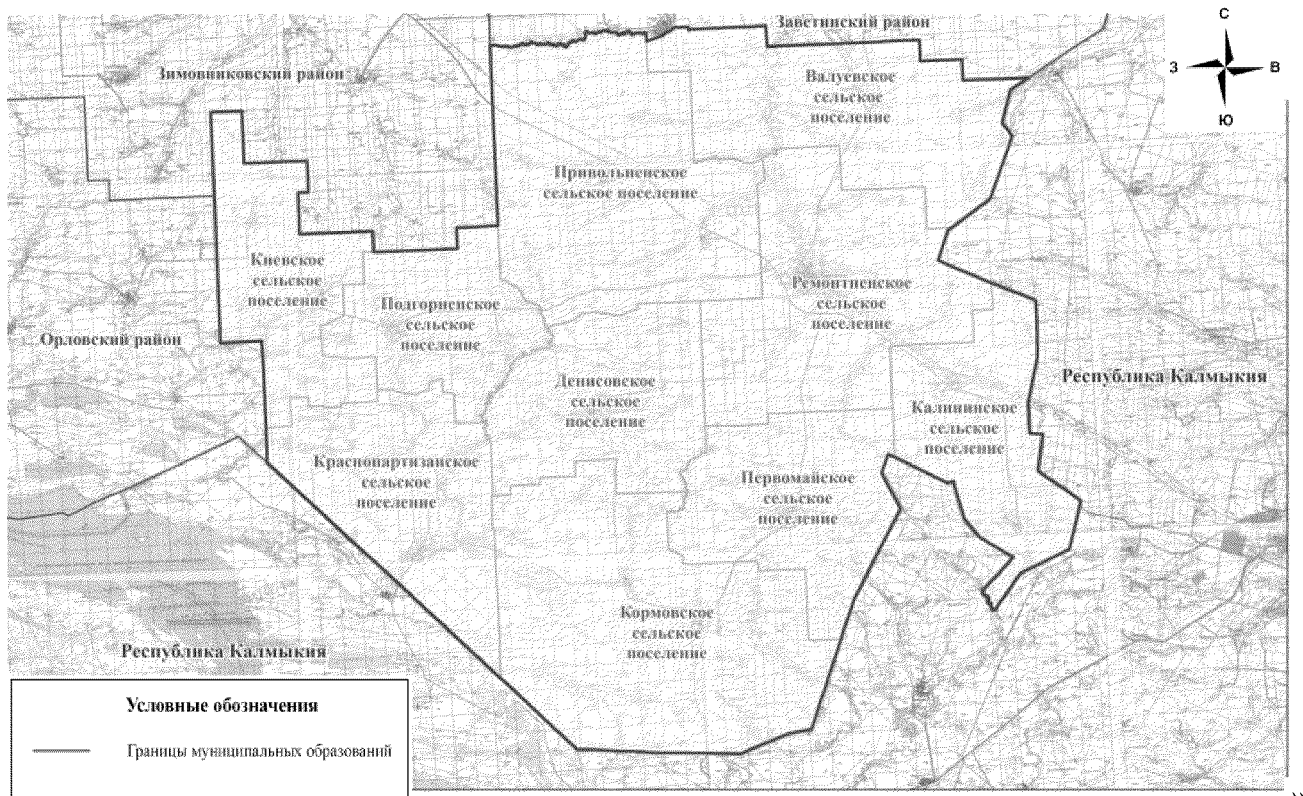 Заветинский район
С
З
В
Ю
Зимовниковский район
Валуевское
сельское
поселение
Привольненское
сельское поселение
Киевское
сельское
поселение
Подгорненское
сельское
поселение
Ремонтненское
сельское
поселение
Орловский район
Денисовское
сельское
поселение
Республика Калмыкия
Калининское
сельское
поселение
Краснопартизанское
сельское
поселение
Первомайское
сельское
поселение
Кормовское
сельское
поселение
Республика Калмыкия
Условные обозначения
Границы муниципальных образований
».